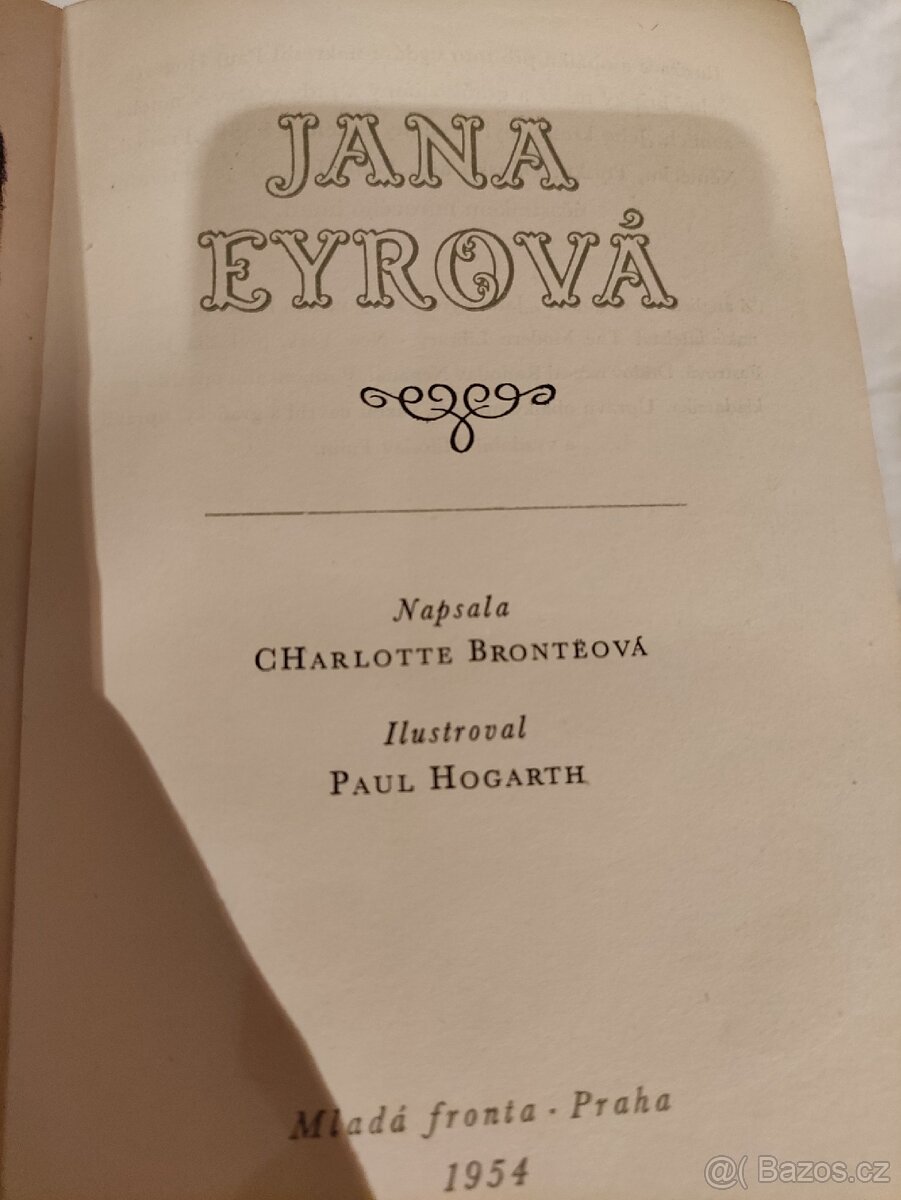 JANA
EYROVÁ
Napsala
CHARLOTTE BRONTËOVÁ
Ilustroval
PAUL HOGARTH
Mladá fronta · Praha
1954
@( Bazos.cz